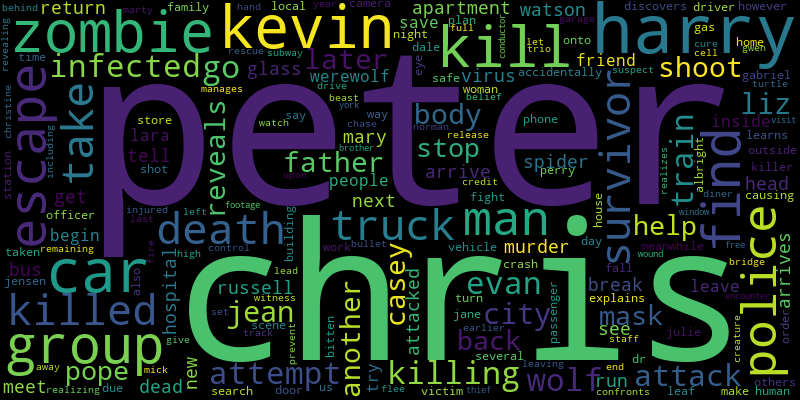 peter
chris
kevin
harry
zombie
kill
group
escape
police
man
find
car
truck
death
survivor
killed
take
infected
go
later
father
body
stop
shoot
liz
train
wolf
attack
attempt
killing
city
evan
jean
pope
casey
another
reveals
mask
help
back
return
apartment
watson
save
friend
virus
werewolf
glass
spider
mary
people
next
arrive
arrives
inside
head
murder
break
see
run
leave
hospital
russell
bus
meet
dead
new
try
attacked
tell
get
begin
lara
store
officer
say
way
night
family
local
marty
year
camera
plan
onto
dale
eye
safe
woman
accidentally
gas
driver
however
discovers
home
cell
cure
gwen
gabriel
turtle
visit
suspect
belief
phone
perry
fight
credit
norman
release
conductor
let
trio
full
garage
subway
rescue
hand
manages
drive
beast
york
chase
watch
brother
upon
footage
behind
revealing
time
christine
including
station
shot
injured
left
last
fire
remaining
taken
also
high
control
building
work
bullet
vehicle
crash
day
house
fall
meanwhile
bridge
free
window
wound
explains
turn
jane
earlier
passenger
several
julie
creature
encounter
causing
learns
outside
killer
albright
realizes
diner
order
others
human
make
leaf
confronts
staff
end
dr
thief
leaving
victim
flee
bitten
us
door
search
due
mick
realizing
away
jensen
give
scene
witness
set
track
lead
prevent